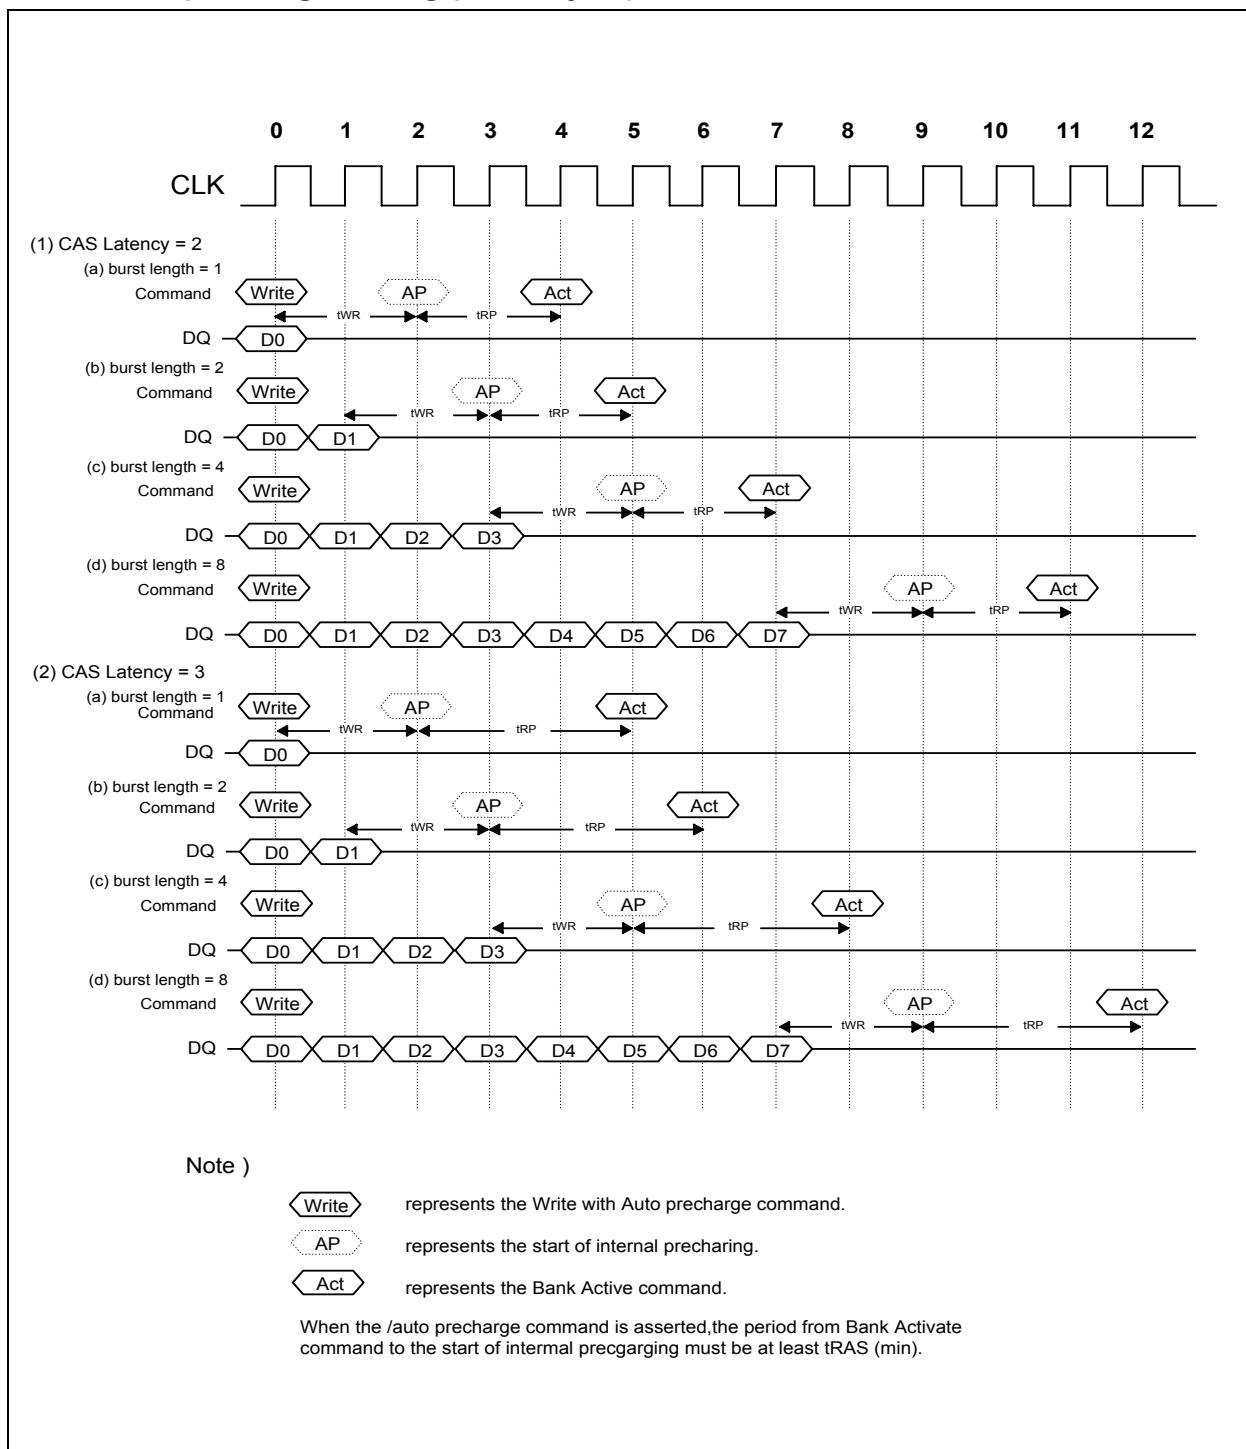 0 1 2 3 4 5 6 7 8 9 10 11 12
CLK
(1) CAS Latency = 2
(a) burst length = 1
Command Write AP Act
tWR tRP
DQ D0
(b) burst length = 2
Command Write AP Act
tWR tRP
DQ D0 D1
(c) burst length = 4
Command Write AP Act
tWR tRP
DQ D0 D1 D2 D3
(d) burst length = 8
Command Write AP Act
tWR tRP
DQ D0 D1 D2 D3 D4 D5 D6 D7
(2) CAS Latency = 3
(a) burst length = 1
Command Write AP Act
tWR tRP
DQ D0
(b) burst length = 2
Command Write AP Act
tWR tRP
DQ D0 D1
(c) burst length = 4
Command Write AP Act
tWR tRP
DQ D0 D1 D2 D3
(d) burst length = 8
Command Write AP Act
tWR tRP
DQ D0 D1 D2 D3 D4 D5 D6 D7
Note )
Write represents the Write with Auto precharge command.
AP represents the start of internal precharing.
Act represents the Bank Active command.
When the /auto precharge command is asserted,the period from Bank Activate
command to the start of intermal precgarging must be at least tRAS (min).